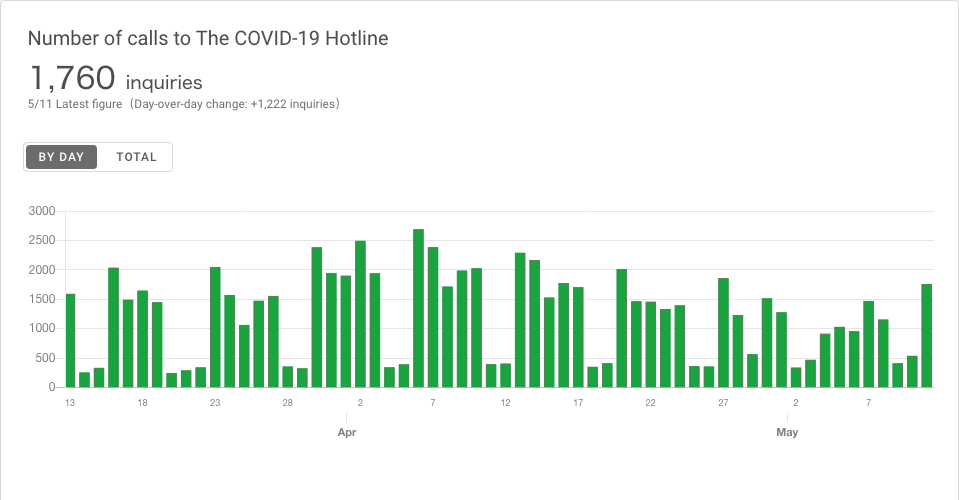 Number of calls to The COVID-19 Hotline
1,760 inquiries
5/11 Latest figure（Day-over-day change: +1,222 inquiries）
BY DAY TOTAL
3000
2500
2000
1500
1000
500
0
13 18 23 28 2 7 12 17 22 27 2 7
Apr May